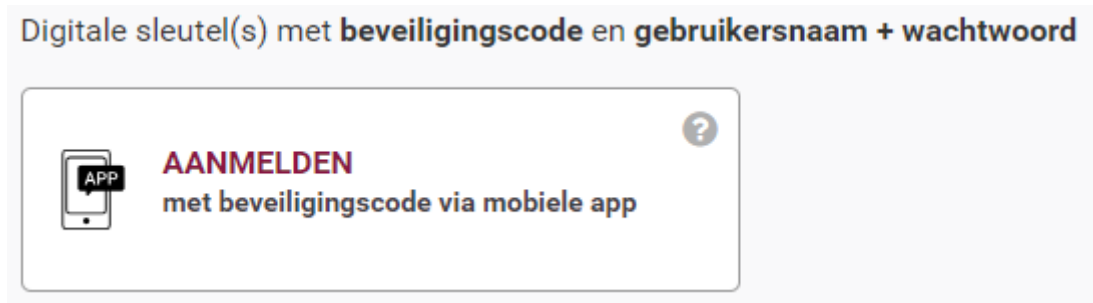 Digitale sleutel(s) met beveiligingscode en gebruikersnaam + wachtwoord
?
APP
AANMELDEN
met beveiligingscode via mobiele app